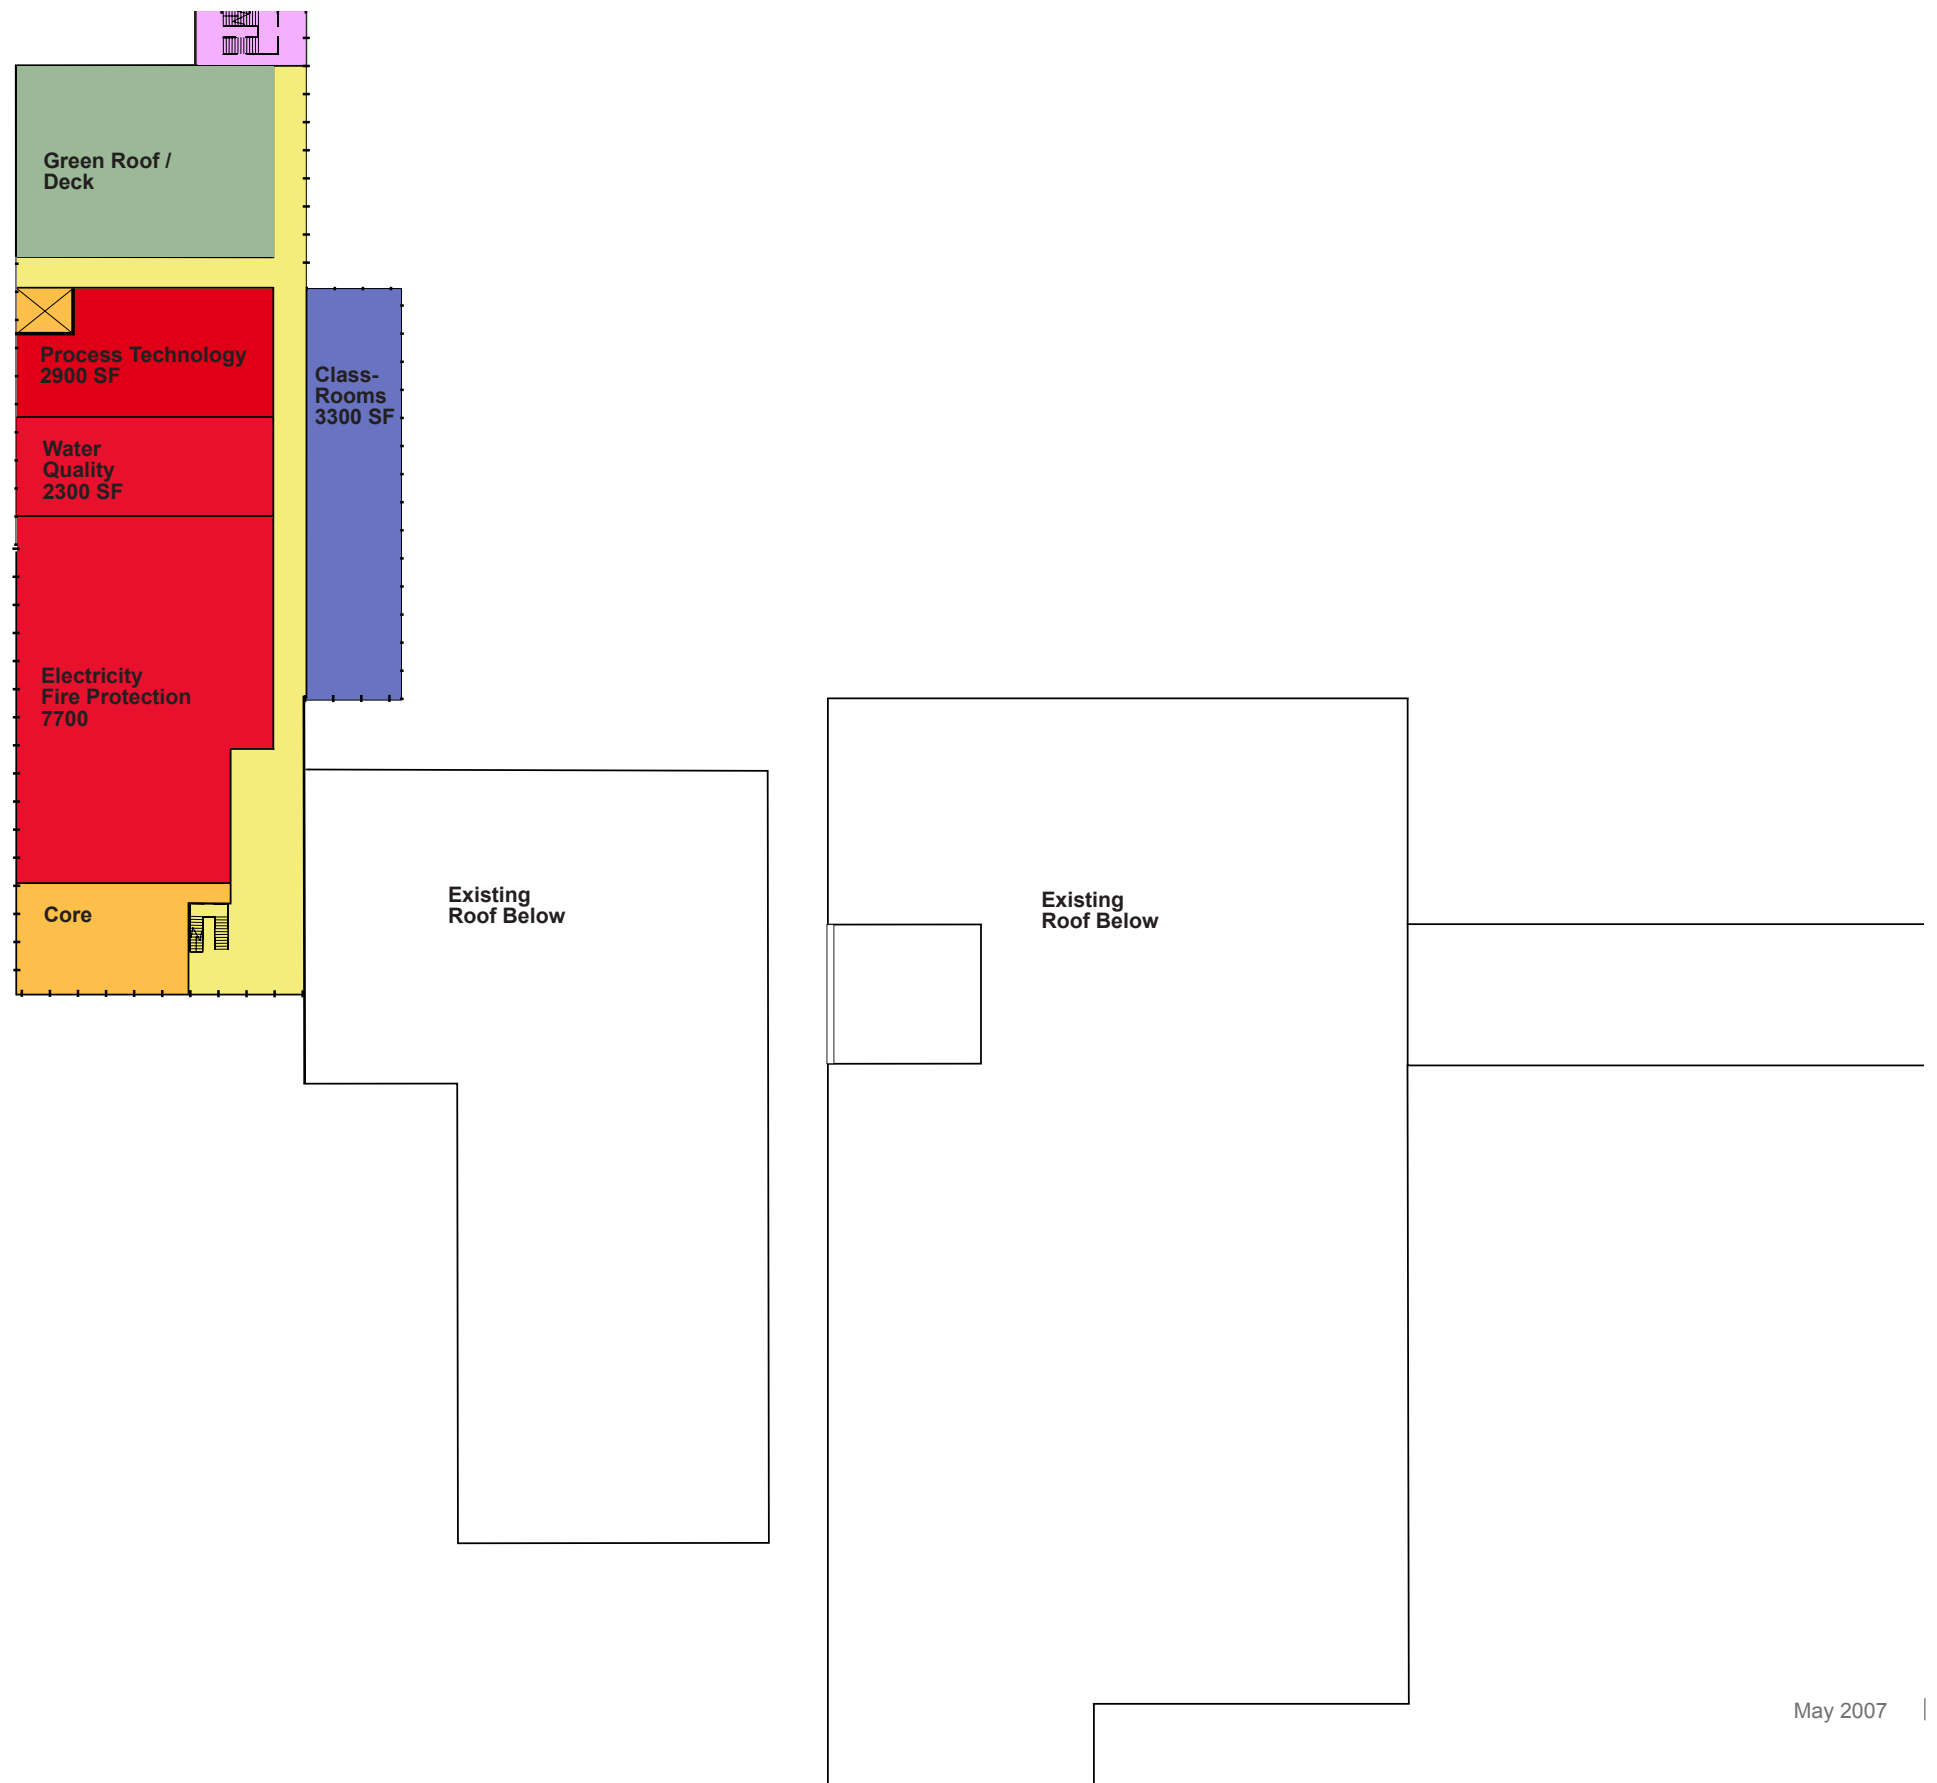 Green Roof /
Deck
Process Technology
2900 SF
Class-
Rooms
3300 SF
Water
Quality
2300 SF
Electricity
Fire Protection
7700
Core
Existing
Roof Below
Existing
Roof Below
May 2007